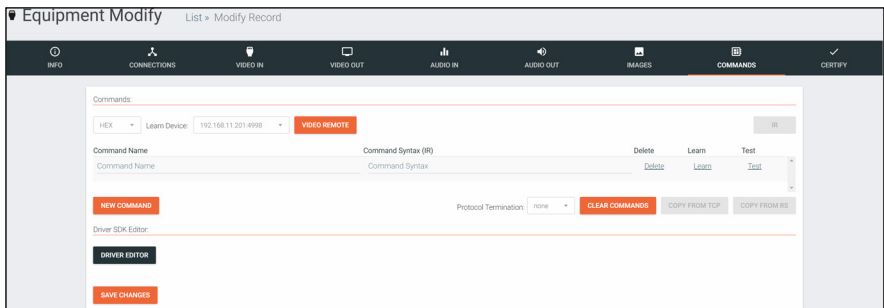 Equipment Modify List » Modify Record
INFO CONNECTIONS VIDEO IN VIDEO OUT AUDIO IN AUDIO OUT IMAGES COMMANDS CERTIFY
Commands:
HEX Learn Device: 192.168.11.201:4998 VIDEO REMOTE IR
Command Name Command Syntax (IR) Delete Learn Test
Command Name Command Syntax Delete Learn Test
NEW COMMAND Protocol Termination: none CLEAR COMMANDS COPY FROM TCP COPY FROM RS
Driver SDK Editor:
DRIVER EDITOR
SAVE CHANGES